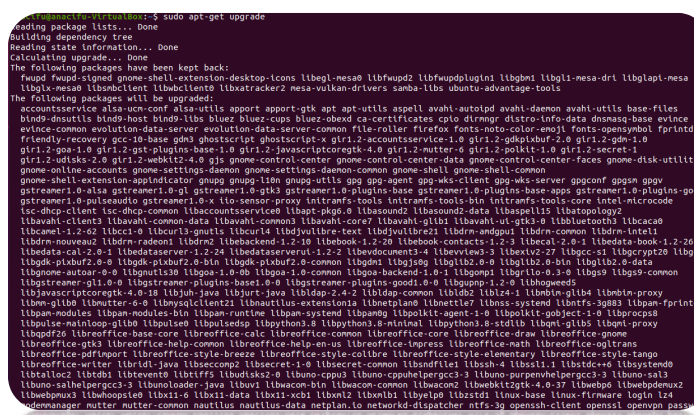 acifu@anacifu-VirtualBox:~$ sudo apt-get upgrade
eading package lists... Done
Building dependency tree
Reading state information... Done
Calculating upgrade... Done
The following packages have been kept back:
fwupd fwupd-signed gnome-shell-extension-desktop-icons libegl-mesa0 libfwupd2 libfwupdplugin1 libgbm1 libgl1-mesa-dri libglapi-mesa
libglx-mesa0 libsmbclient libwbclient0 libxatracker2 mesa-vulkan-drivers samba-libs ubuntu-advantage-tools
The following packages will be upgraded:
accountsservice alsa-ucm-conf alsa-utils apport apport-gtk apt apt-utils aspell avahi-autoipd avahi-daemon avahi-utils base-files
bind9-dnsutils bind9-host bind9-libs bluez bluez-cups bluez-obexd ca-certificates cpio dirmngr distro-info-data dnsmasq-base evince
evince-common evolution-data-server evolution-data-server-common file-roller firefox fonts-noto-color-emoji fonts-opensymbol fprintd
friendly-recovery gcc-10-base gdm3 ghostscript ghostscript-x gir1.2-accountsservice-1.0 gir1.2-gdkpixbuf-2.0 gir1.2-gdm-1.0
gir1.2-goa-1.0 gir1.2-gst-plugins-base-1.0 gir1.2-javascriptcoregtk-4.0 gir1.2-mutter-6 gir1.2-polkit-1.0 gir1.2-secret-1
gir1.2-udisks-2.0 gir1.2-webkit2-4.0 gjs gnome-control-center gnome-control-center-data gnome-control-center-faces gnome-disk-utilit
gnome-online-accounts gnome-settings-daemon gnome-settings-daemon-common gnome-shell gnome-shell-common
gnome-shell-extension-appindicator gnupg gnupg-l10n gnupg-utils gpg gpg-agent gpg-wks-client gpg-wks-server gpgconf gpgsm gpgv
gstreamer1.0-alsa gstreamer1.0-gl gstreamer1.0-gtk3 gstreamer1.0-plugins-base gstreamer1.0-plugins-base-apps gstreamer1.0-plugins-go
gstreamer1.0-pulseaudio gstreamer1.0-x iio-sensor-proxy initramfs-tools initramfs-tools-bin initramfs-tools-core intel-microcode
isc-dhcp-client isc-dhcp-common libaccountsservice0 libapt-pkg6.0 libasound2 libasound2-data libaspell15 libatopology2
libavahi-client3 libavahi-common-data libavahi-common3 libavahi-core7 libavahi-glib1 libavahi-ui-gtk3-0 libbluetooth3 libcaca0
libcamel-1.2-62 libcc1-0 libcurl3-gnutls libcurl4 libdjvulibre-text libdjvulibre21 libdrm-amdgpu1 libdrm-common libdrm-intel1
libdrm-nouveau2 libdrm-radeon1 libdrm2 libebackend-1.2-10 libebook-1.2-20 libebook-contacts-1.2-3 libecal-2.0-1 libedata-book-1.2-26
libedata-cal-2.0-1 libedataserver-1.2-24 libedataserverui-1.2-2 libevdocument3-4 libevview3-3 libexiv2-27 libgcc-s1 libgcrypt20 libg
libgdk-pixbuf2.0-0 libgdk-pixbuf2.0-bin libgdk-pixbuf2.0-common libgdm1 libgjs0g libglib2.0-0 libglib2.0-bin libglib2.0-data
libgnome-autoar-0-0 libgnutls30 libgoa-1.0-0b libgoa-1.0-common libgoa-backend-1.0-1 libgomp1 libgrilo-0.3-0 libgs9 libgs9-common
libgstreamer-gl1.0-0 libgstreamer-plugins-base1.0-0 libgstreamer-plugins-good1.0-0 libgupnp-1.2-0 libhogweed5
libjavascriptcoregtk-4.0-18 libjuh-java libjurt-java libldap-2.4-2 libldap-common libldb2 liblz4-1 libmbim-glib4 libmbim-proxy
libmm-glib0 libmutter-6-0 libmysqlclient21 libnautilus-extension1a libnetplan0 libnettle7 libnss-systemd libntfs-3g883 libpam-fprint
libpam-modules libpam-modules-bin libpam-runtime libpam-systemd libpam0g libpolkit-agent-1-0 libpolkit-gobject-1-0 libprocps8
libpulse-mainloop-glib0 libpulse0 libpulsedsp libpython3.8 libpython3.8-minimal libpython3.8-stdlib libqmi-glib5 libqmi-proxy
libqpdf26 libreoffice-base-core libreoffice-calc libreoffice-common libreoffice-core libreoffice-draw libreoffice-gnome
libreoffice-gtk3 libreoffice-help-common libreoffice-help-en-us libreoffice-impress libreoffice-math libreoffice-ogltrans
libreoffice-pdfimport libreoffice-style-breeze libreoffice-style-colibre libreoffice-style-elementary libreoffice-style-tango
libreoffice-writer libridl-java libseccomp2 libsecret-1-0 libsecret-common libsndfile1 libssh-4 libssl1.1 libstdc++6 libsystemd0
libtalloc2 libtdb1 libtevent0 libtiff5 libudisks2-0 libuno-cppu3 libuno-cppuhelpergcc3-3 libuno-purpenvhelpergcc3-3 libuno-sal3
libuno-salhelpergcc3-3 libunoloader-java libuv1 libwacom-bin libwacom-common libwacom2 libwebkit2gtk-4.0-37 libwebp6 libwebpdemux2
libwebpmux3 libwhoopsie0 libx11-6 libx11-data libx11-xcb1 libxml2 libxmlb1 libyelp0 libzstd1 linux-base linux-firmware login lz4
odemmanager mutter mutter-common nautilus nautilus-data netplan.io networkd-dispatcher ntfs-3g openssh-client openssl openvpn passw